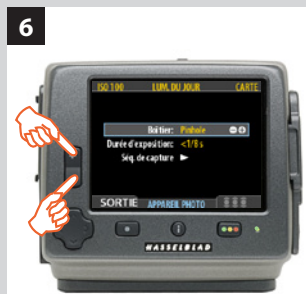 6
ISO 100 LUM. DU JOUR CARTE
Boîtier: Pinhole
Durée d'exposition: <1/8 s
Séq. de capture
SORTIE APPAREIL PHOTO
HASSELBLAD